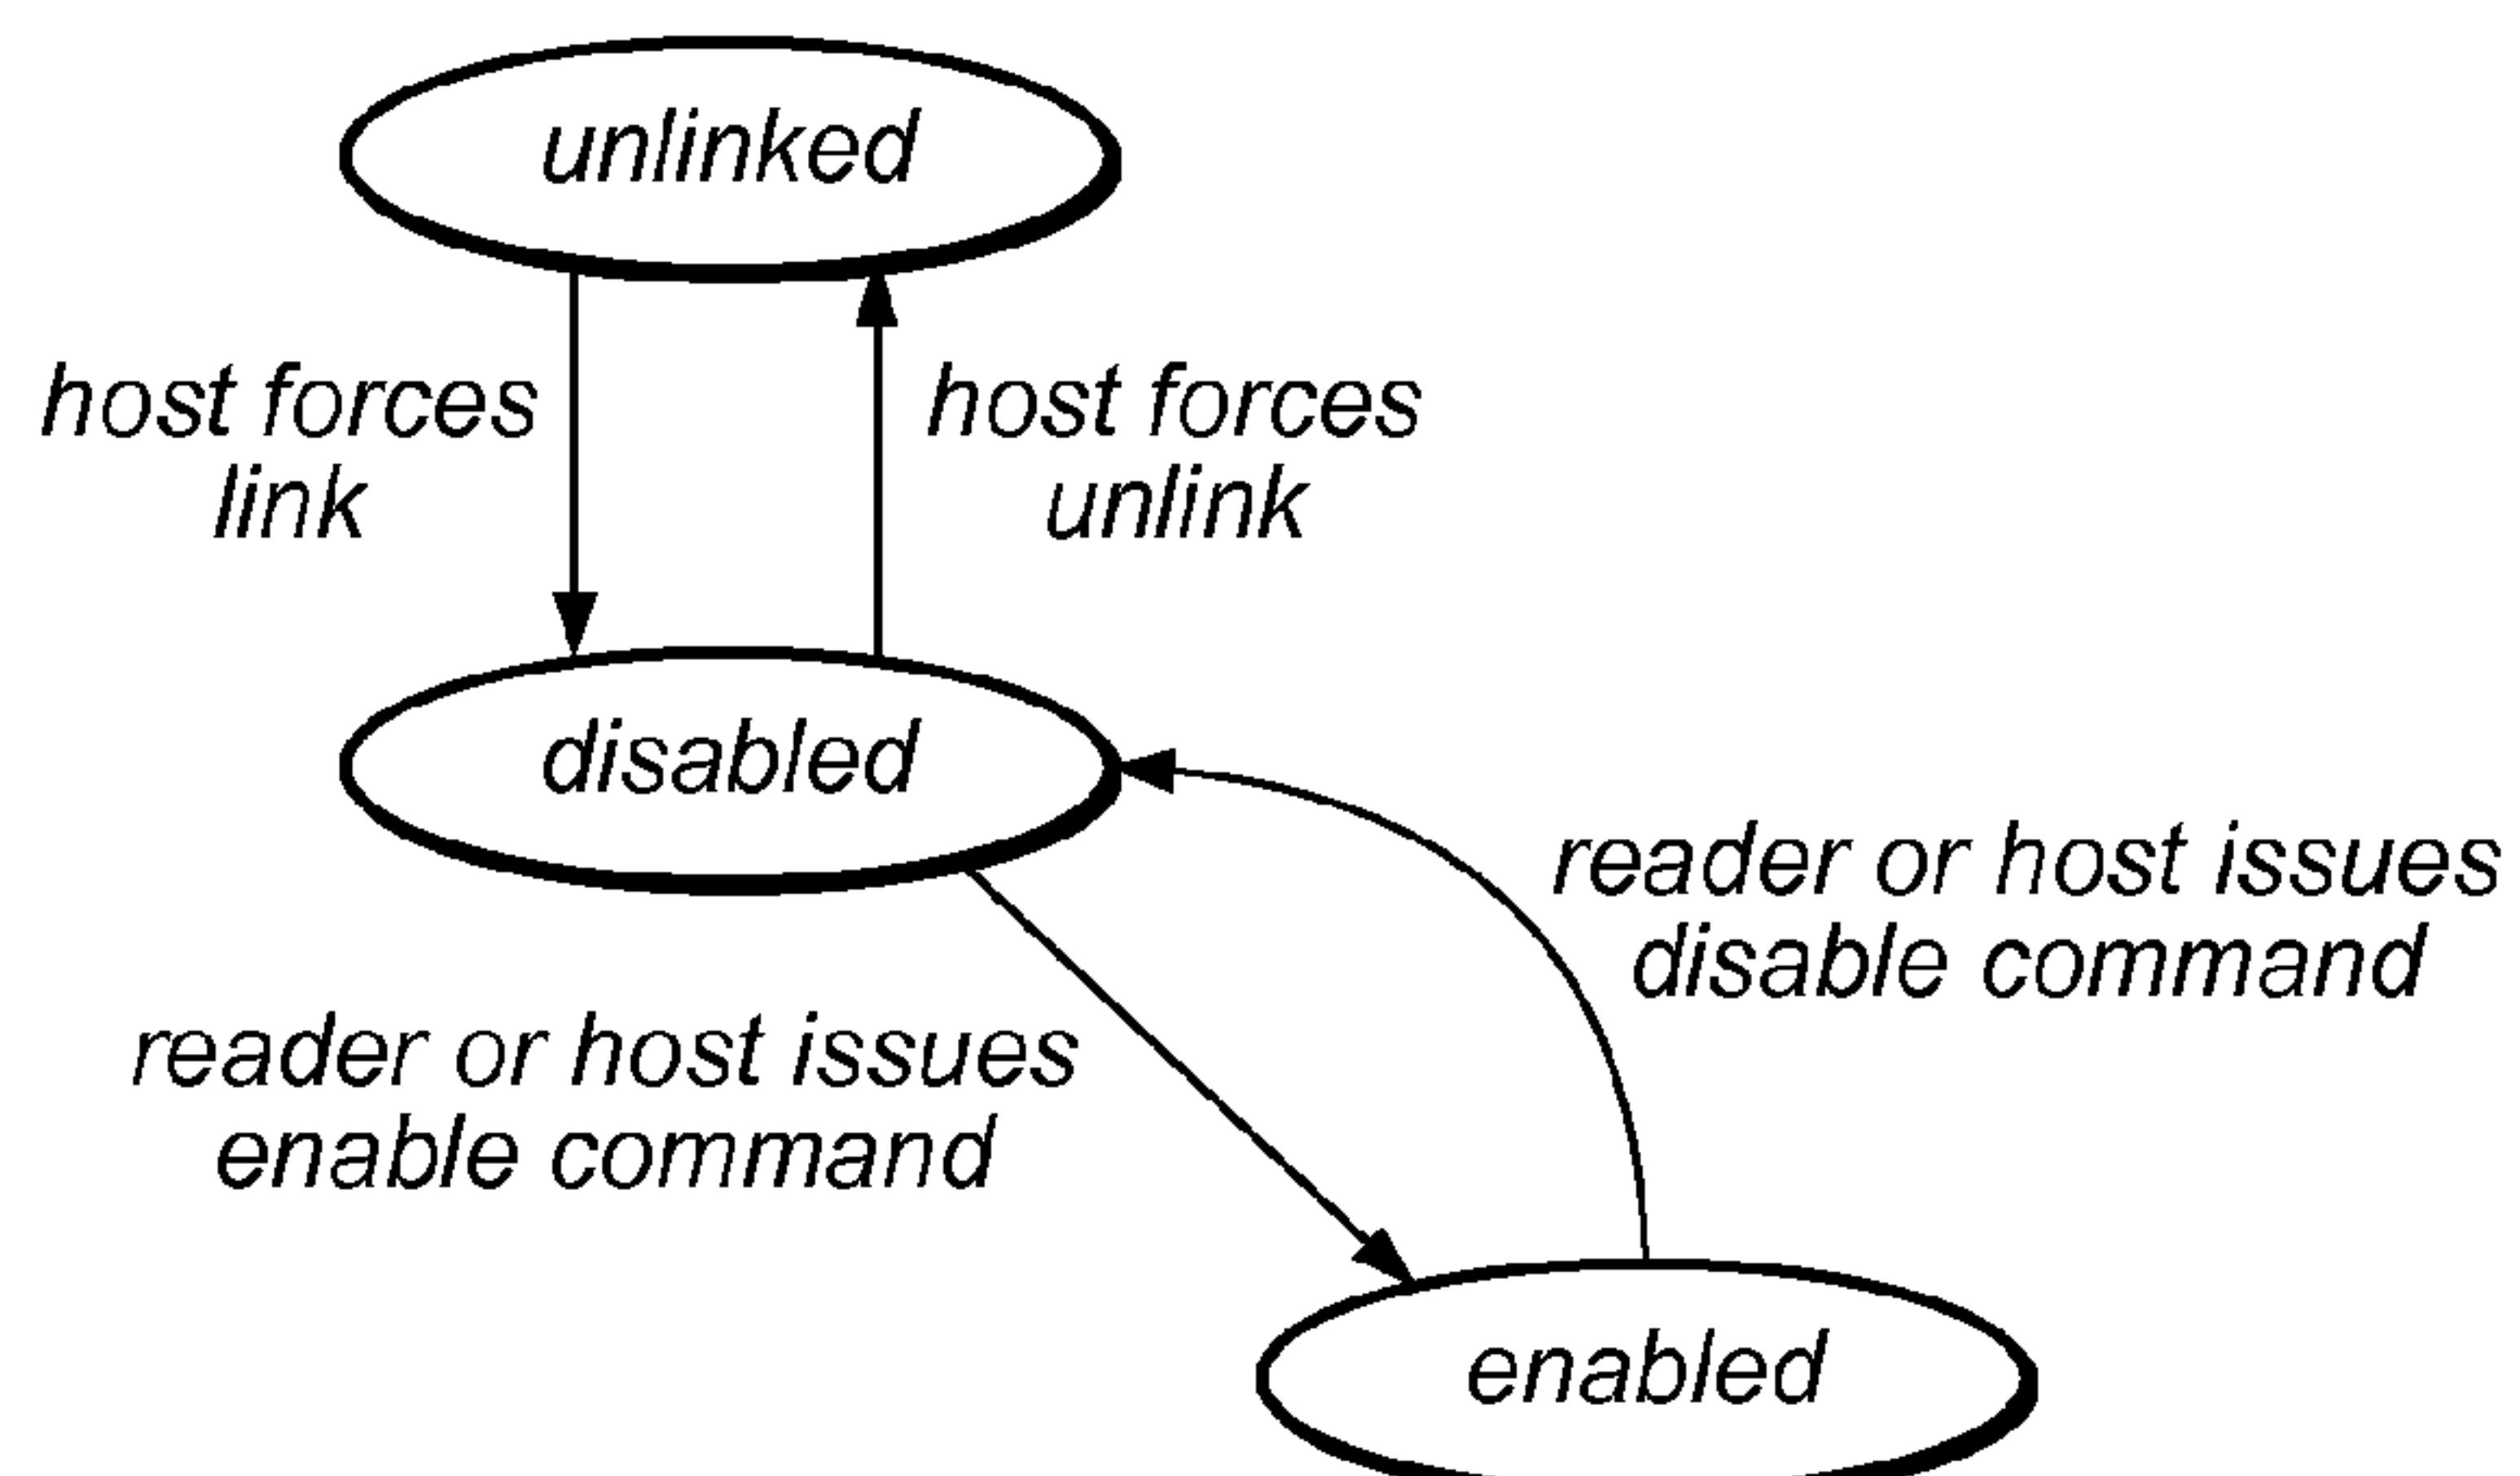 unlinked
host forces
link
host forces
unlink
disabled
reader or host issues
disable command
reader or host issues
enable command
enabled